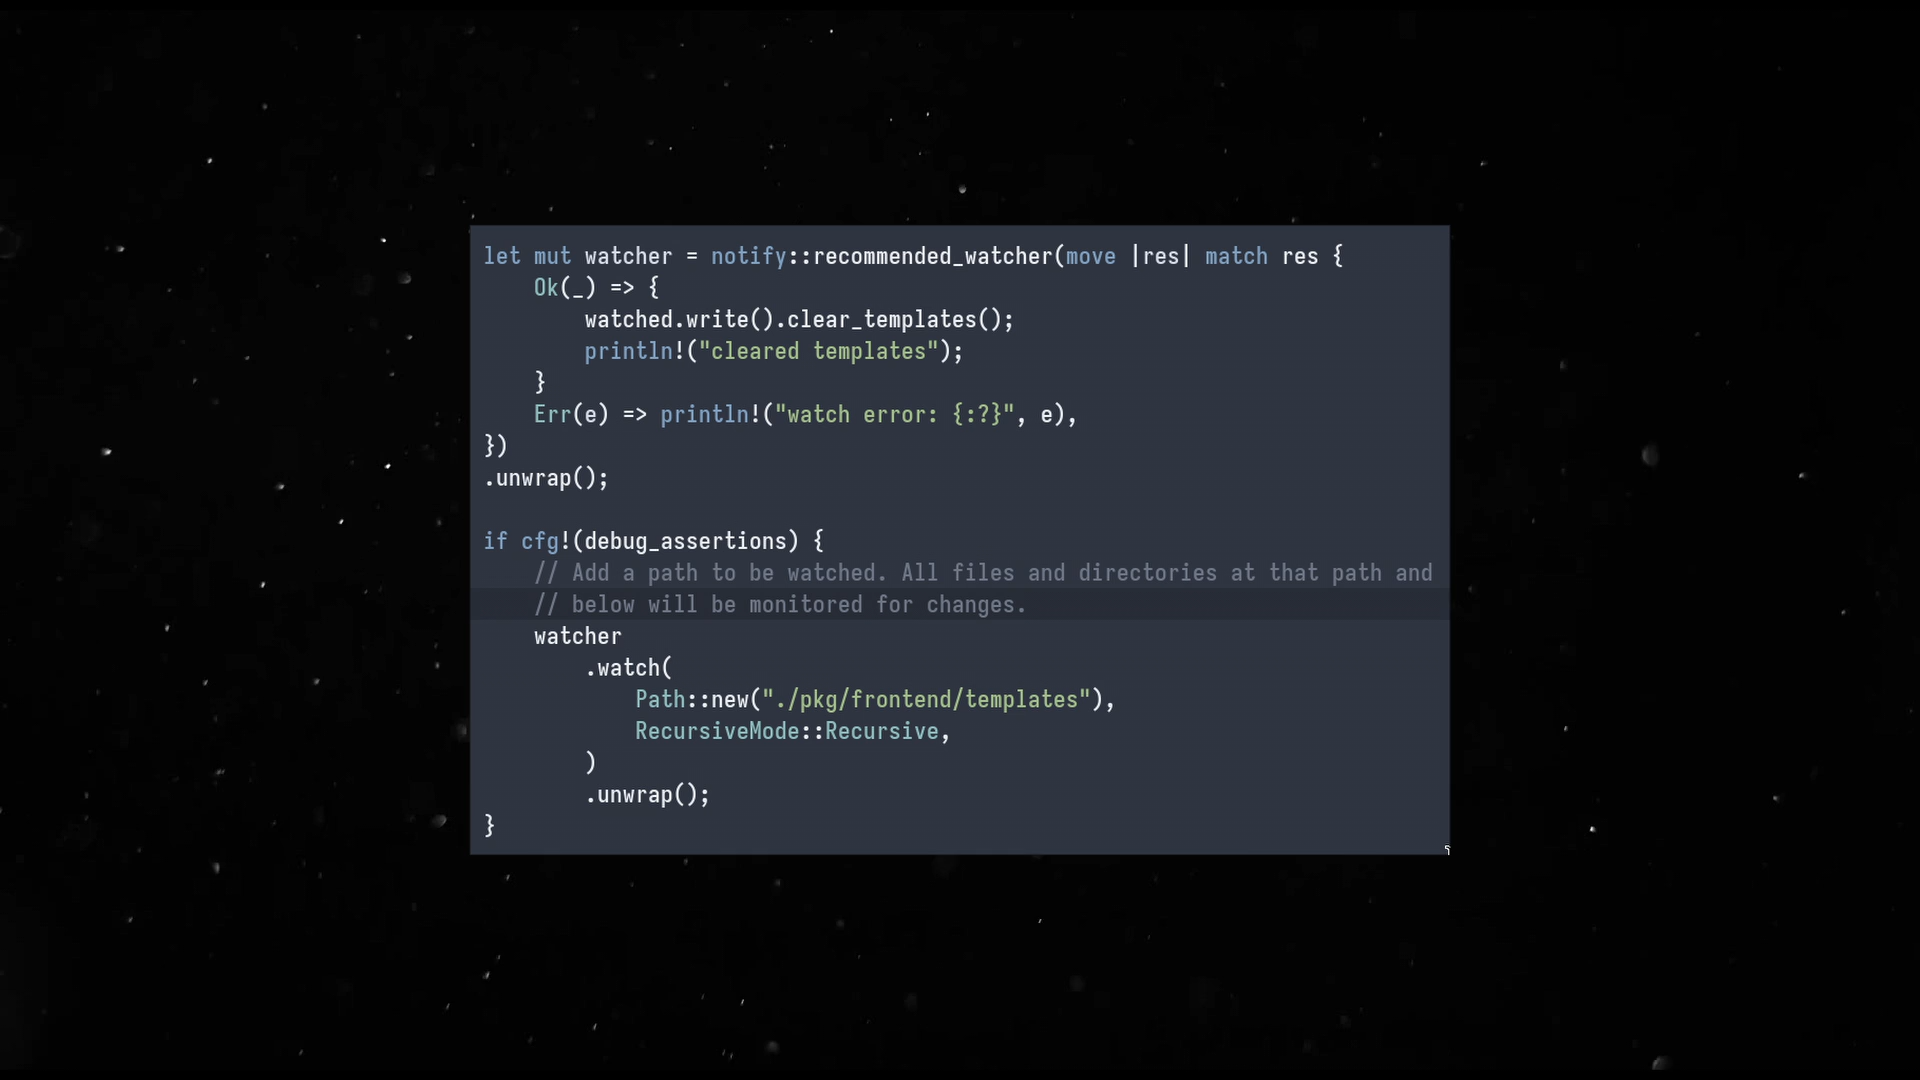 let mut watcher = notify::recommended_watcher(move |res| match res {
    Ok(_) => {
        watched.write().clear_templates();
        println!("cleared templates");
    }
    Err(e) => println!("watch error: {:?}", e),
})
.unwrap();

if cfg!(debug_assertions) {
    // Add a path to be watched. All files and directories at that path and
    // below will be monitored for changes.
    watcher
        .watch(
            Path::new("./pkg/frontend/templates"),
            RecursiveMode::Recursive,
        )
        .unwrap();
}